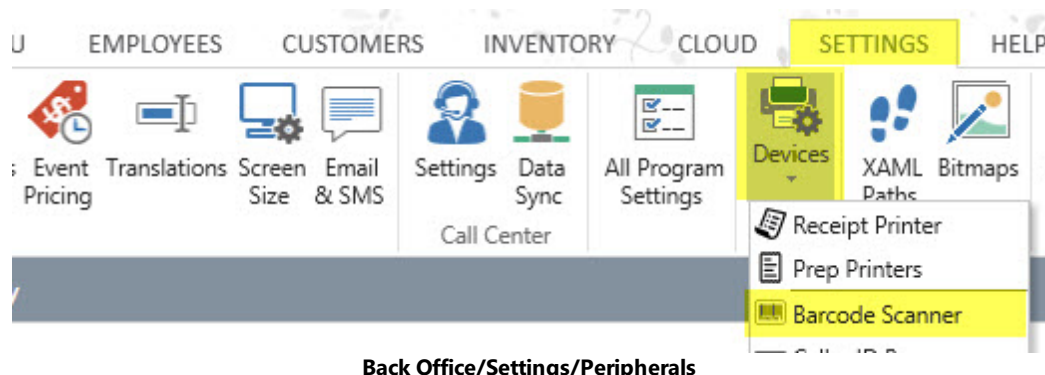 U EMPLOYEES CUSTOMERS INVENTORY CLOUD SETTINGS HELP
s Event Translations Screen Email Settings Data All Program Devices XAML Bitmaps
Pricing Size & SMS Sync Settings Paths
Call Center
Receipt Printer
Prep Printers
y
Barcode Scanner
Back Office/Settings/Peripherals